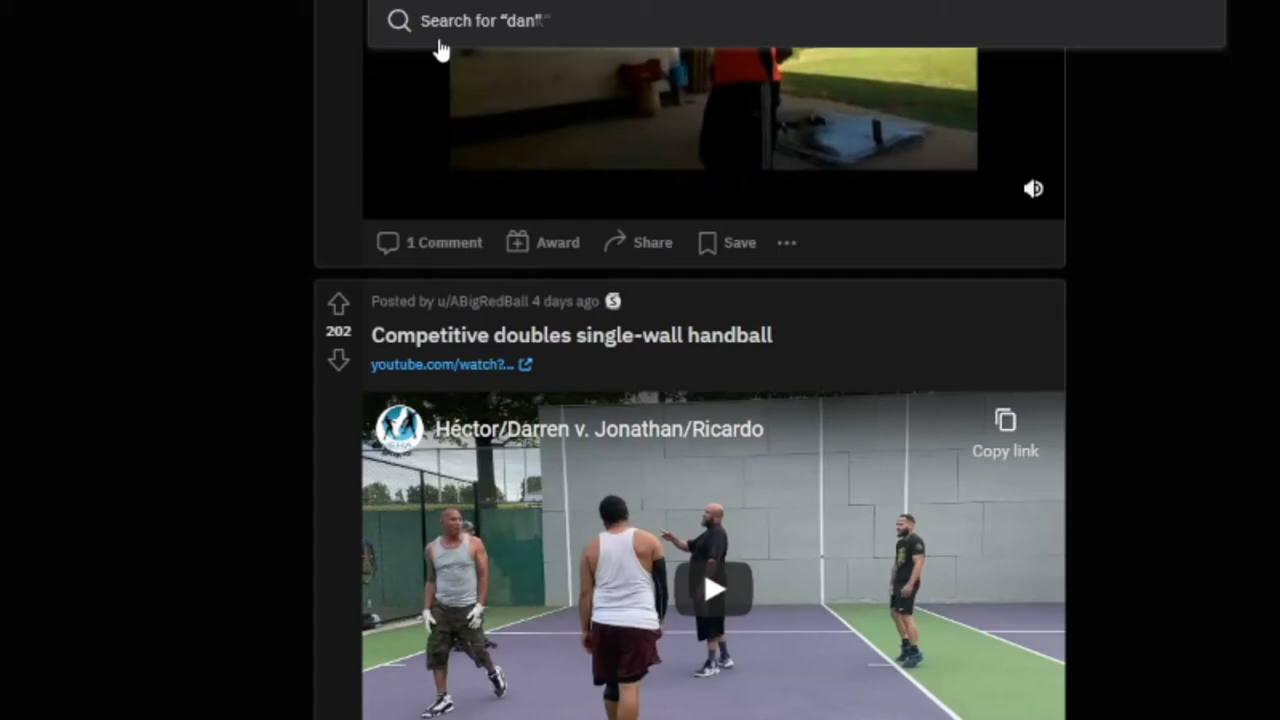 Search for “dan”
1 Comment Award Share Save
Posted by u/ABigRedBall 4 days ago
202
Competitive doubles single-wall handball
youtube.com/watch?...
Héctor/Darren v. Jonathan/Ricardo
Copy link